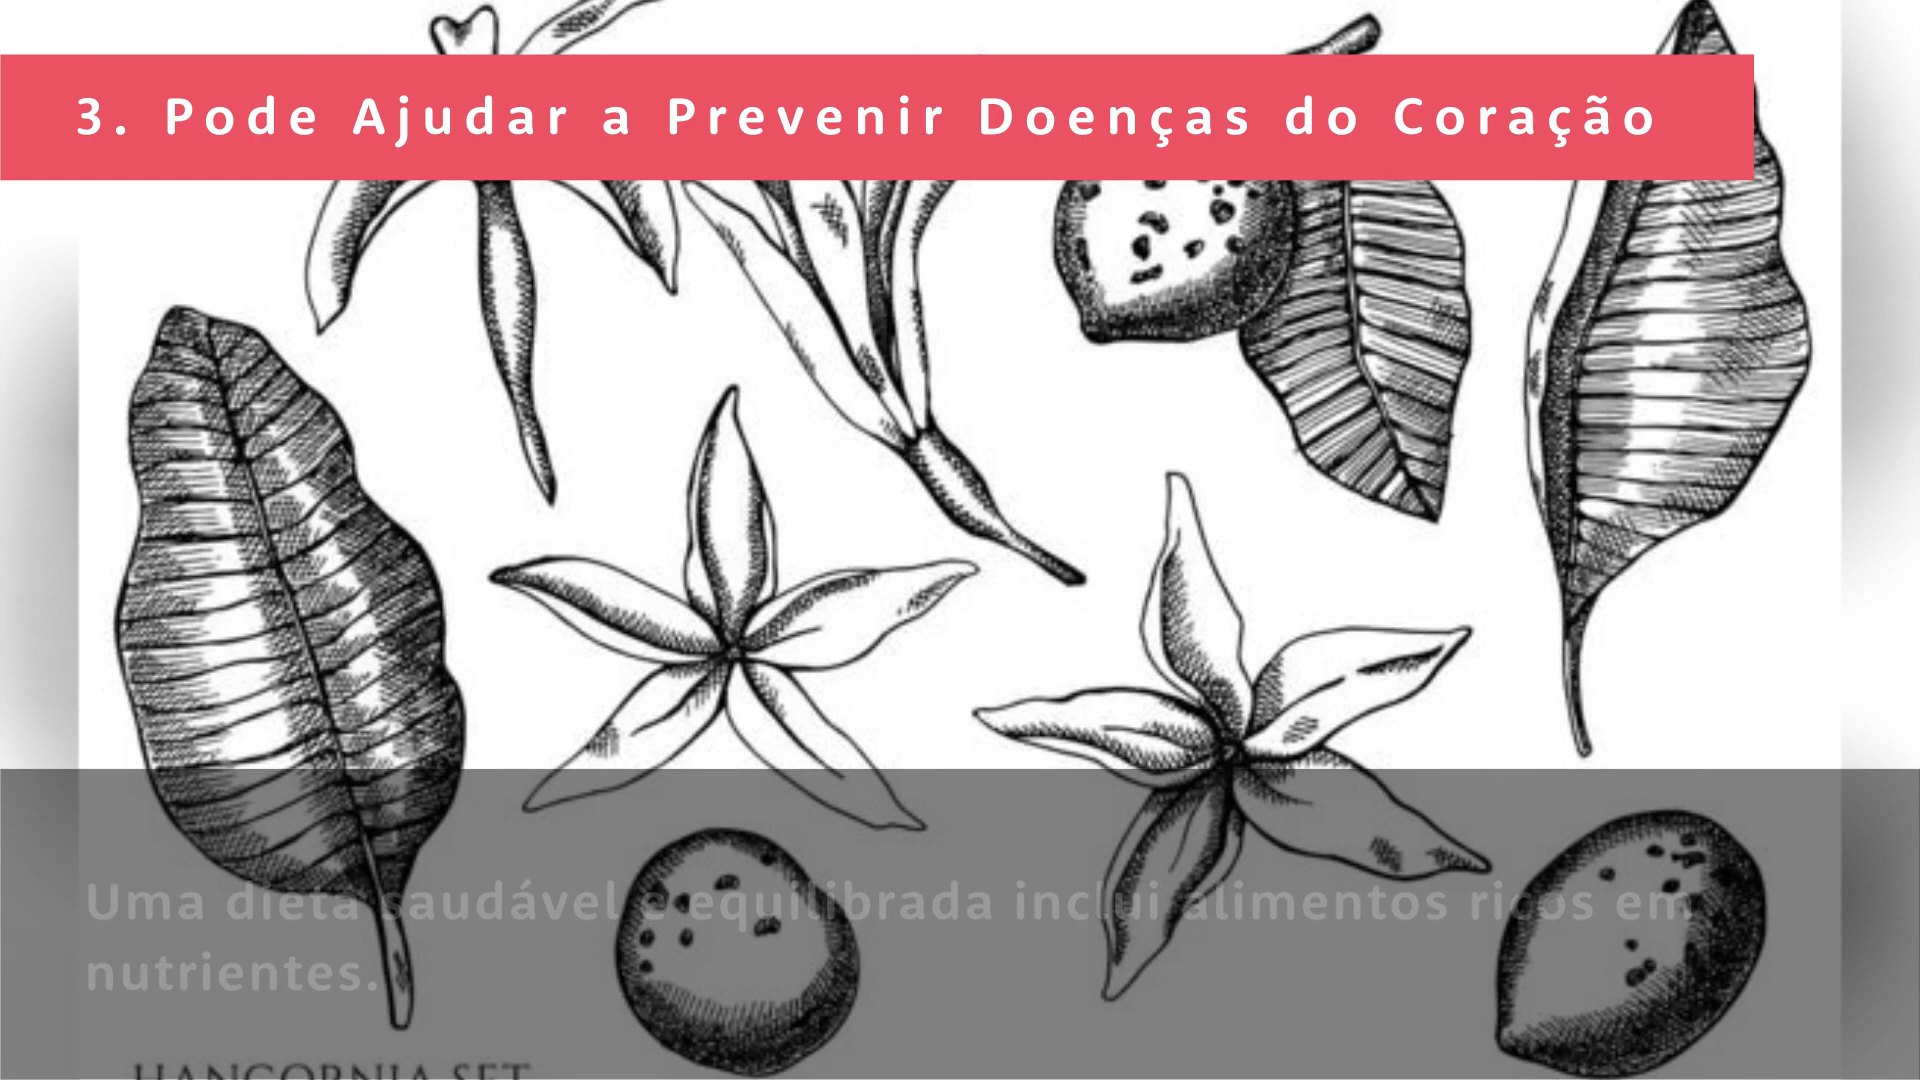 3. Pode Ajudar a Prevenir Doenças do Coração
Uma dieta saudável e equilibrada inclui alimentos ricos em
nutrientes.
HANCORNIA SET